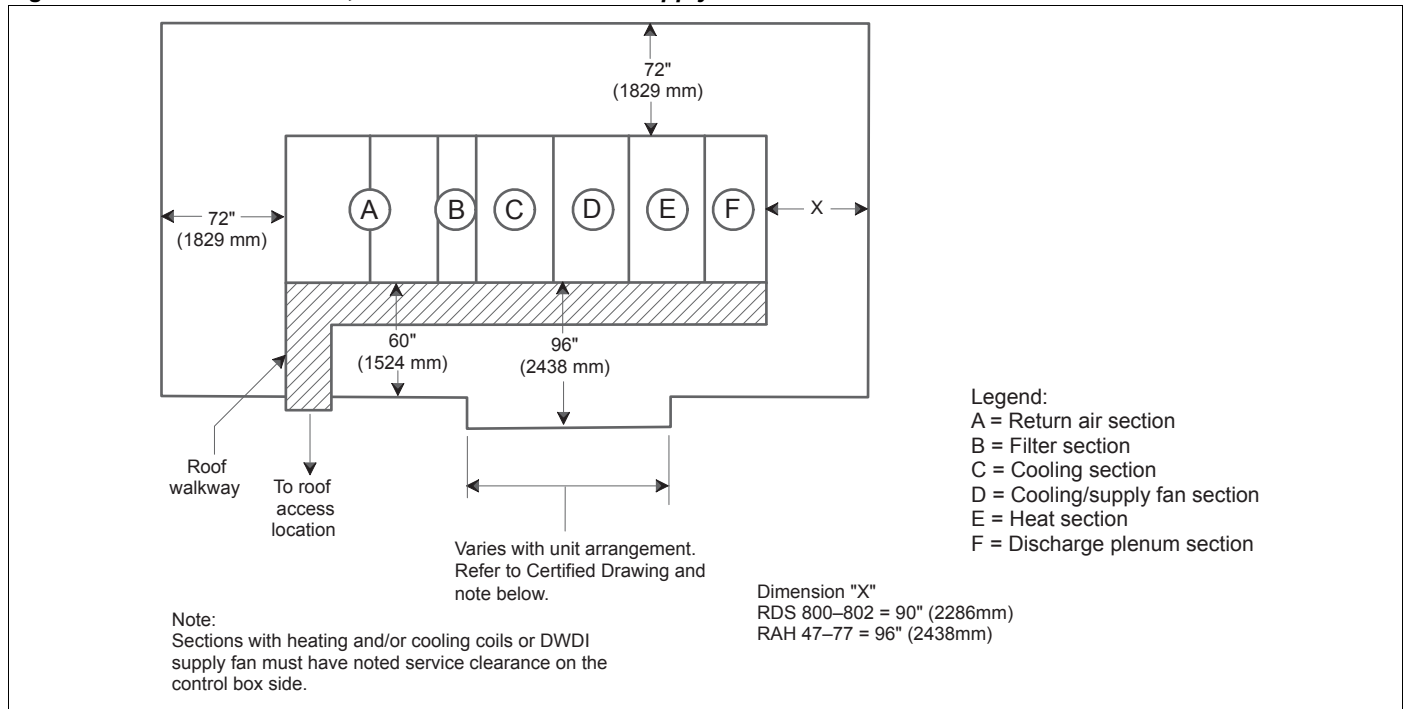 72"
(1829 mm)
72"
(1829 mm)
A
B
C
D
E
F
X
60"
(1524 mm)
96"
(2438 mm)
Roof
walkway
To roof
access
location
Varies with unit arrangement.
Refer to Certified Drawing and
note below.
Legend:
A = Return air section
B = Filter section
C = Cooling section
D = Cooling/supply fan section
E = Heat section
F = Discharge plenum section
Dimension "X"
RDS 800–802 = 90" (2286mm)
RAH 47–77 = 96" (2438mm)
Note:
Sections with heating and/or cooling coils or DWDI
supply fan must have noted service clearance on the
control box side.